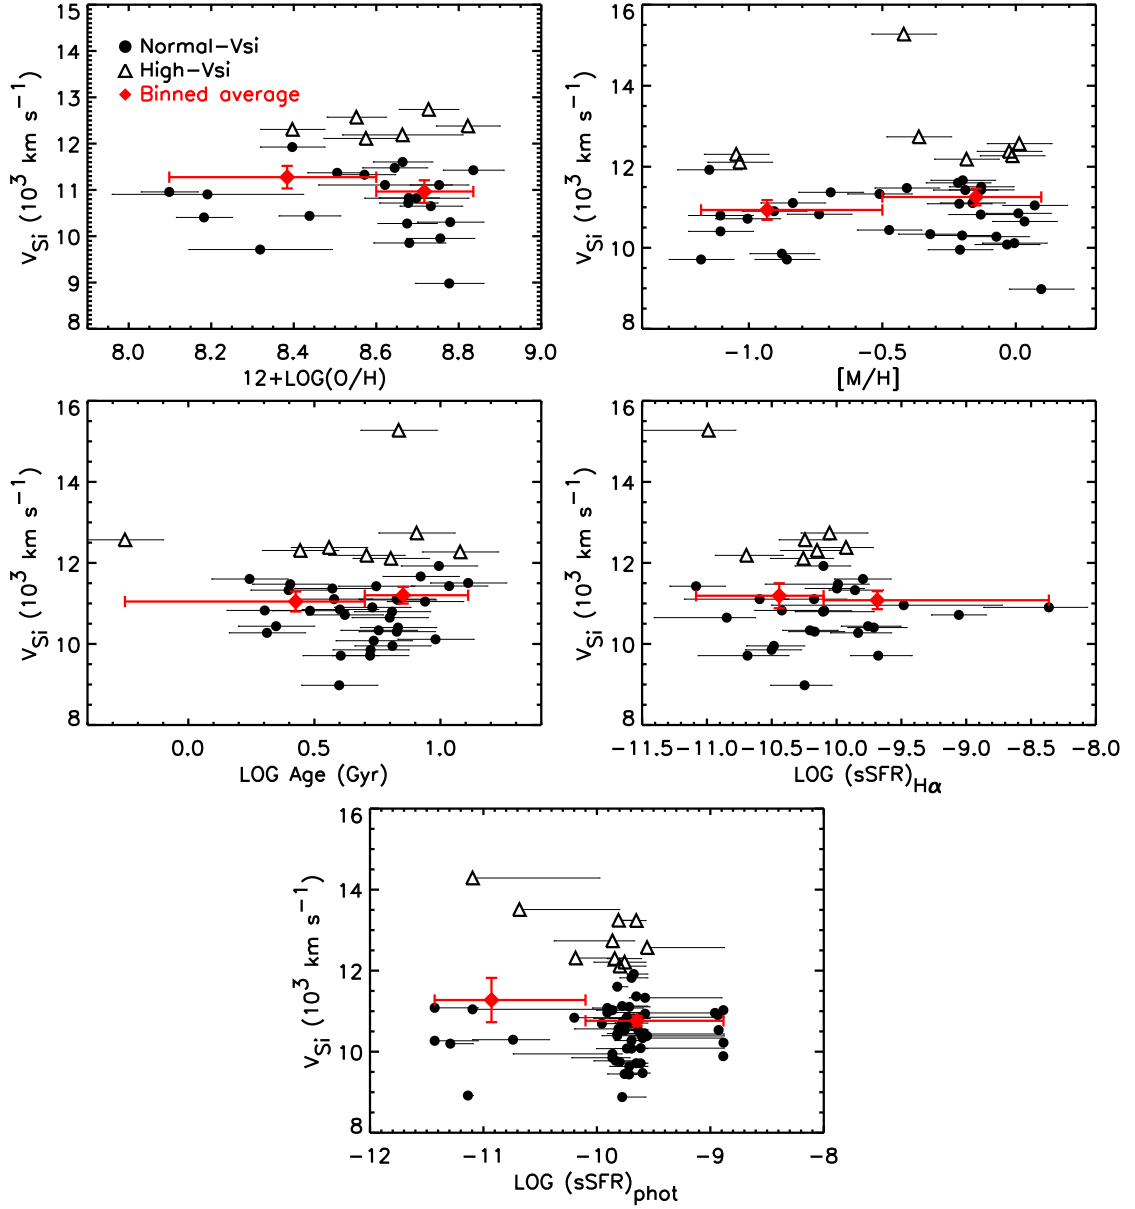 15
14
13
12
11
10
9
8
V_Si (10^3 km s^-1)
Normal-Vsi
High-Vsi
Binned average
8.0 8.2 8.4 8.6 8.8 9.0
12+LOG(O/H)
16
14
12
10
8
V_Si (10^3 km s^-1)
-1.0 -0.5 0.0
[M/H]
16
14
12
10
8
V_Si (10^3 km s^-1)
0.0 0.5 1.0
LOG Age (Gyr)
16
14
12
10
8
V_Si (10^3 km s^-1)
-11.5 -11.0 -10.5 -10.0 -9.5 -9.0 -8.5 -8.0
LOG (sSFR)_Hα
16
14
12
10
8
V_Si (10^3 km s^-1)
-12 -11 -10 -9 -8
LOG (sSFR)_phot